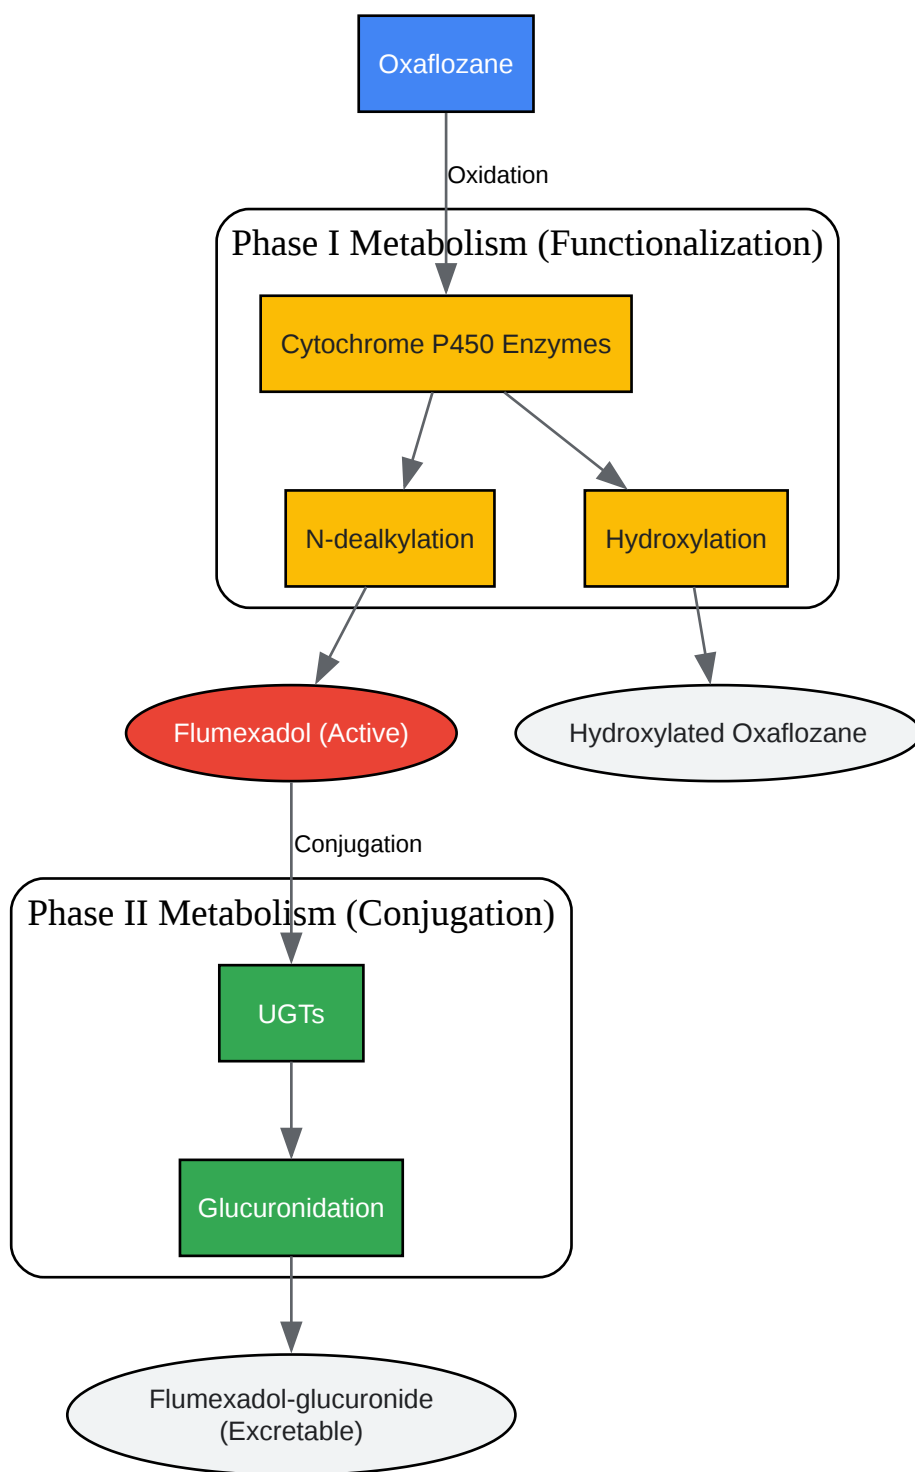 Oxaflozane
Oxidation
Phase I Metabolism (Functionalization)
Cytochrome P450 Enzymes
N-dealkylation
Hydroxylation
Flumexadol (Active)
Hydroxylated Oxaflozane
Conjugation
Phase II Metabolism (Conjugation)
UGTs
Glucuronidation
Flumexadol-glucuronide
(Excretable)